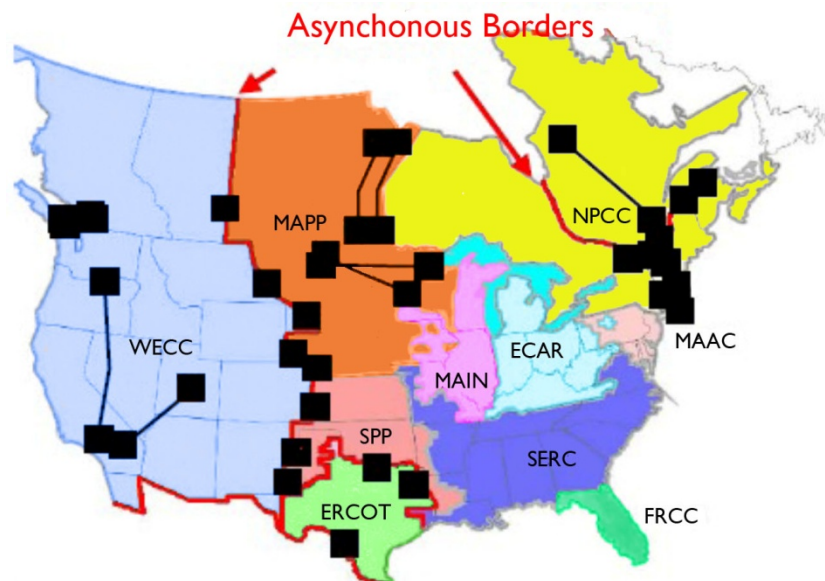 Asynchonous Borders
NPCC
MAPP
WECC
ECAR
MAAC
MAIN
SPP
SERC
ERCOT
FRCC